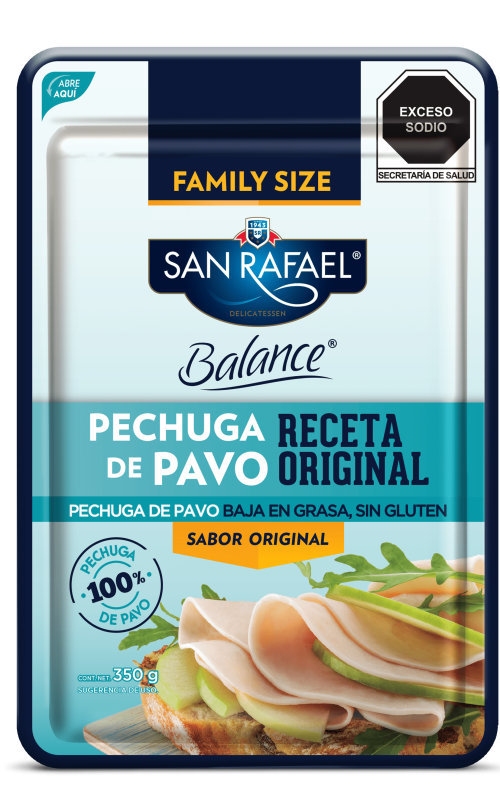 ABRE
AQUÍ
EXCESO
SODIO
SECRETARÍA DE SALUD
FAMILY SIZE
1943
SR
SAN RAFAEL®
DELICATESSEN
Balance®
PECHUGA
DE PAVO
RECETA
ORIGINAL
PECHUGA DE PAVO BAJA EN GRASA, SIN GLUTEN
SABOR ORIGINAL
PECHUGA
100%
DE PAVO
CONT. NET. 350 g
SUGERENCIA DE USO.